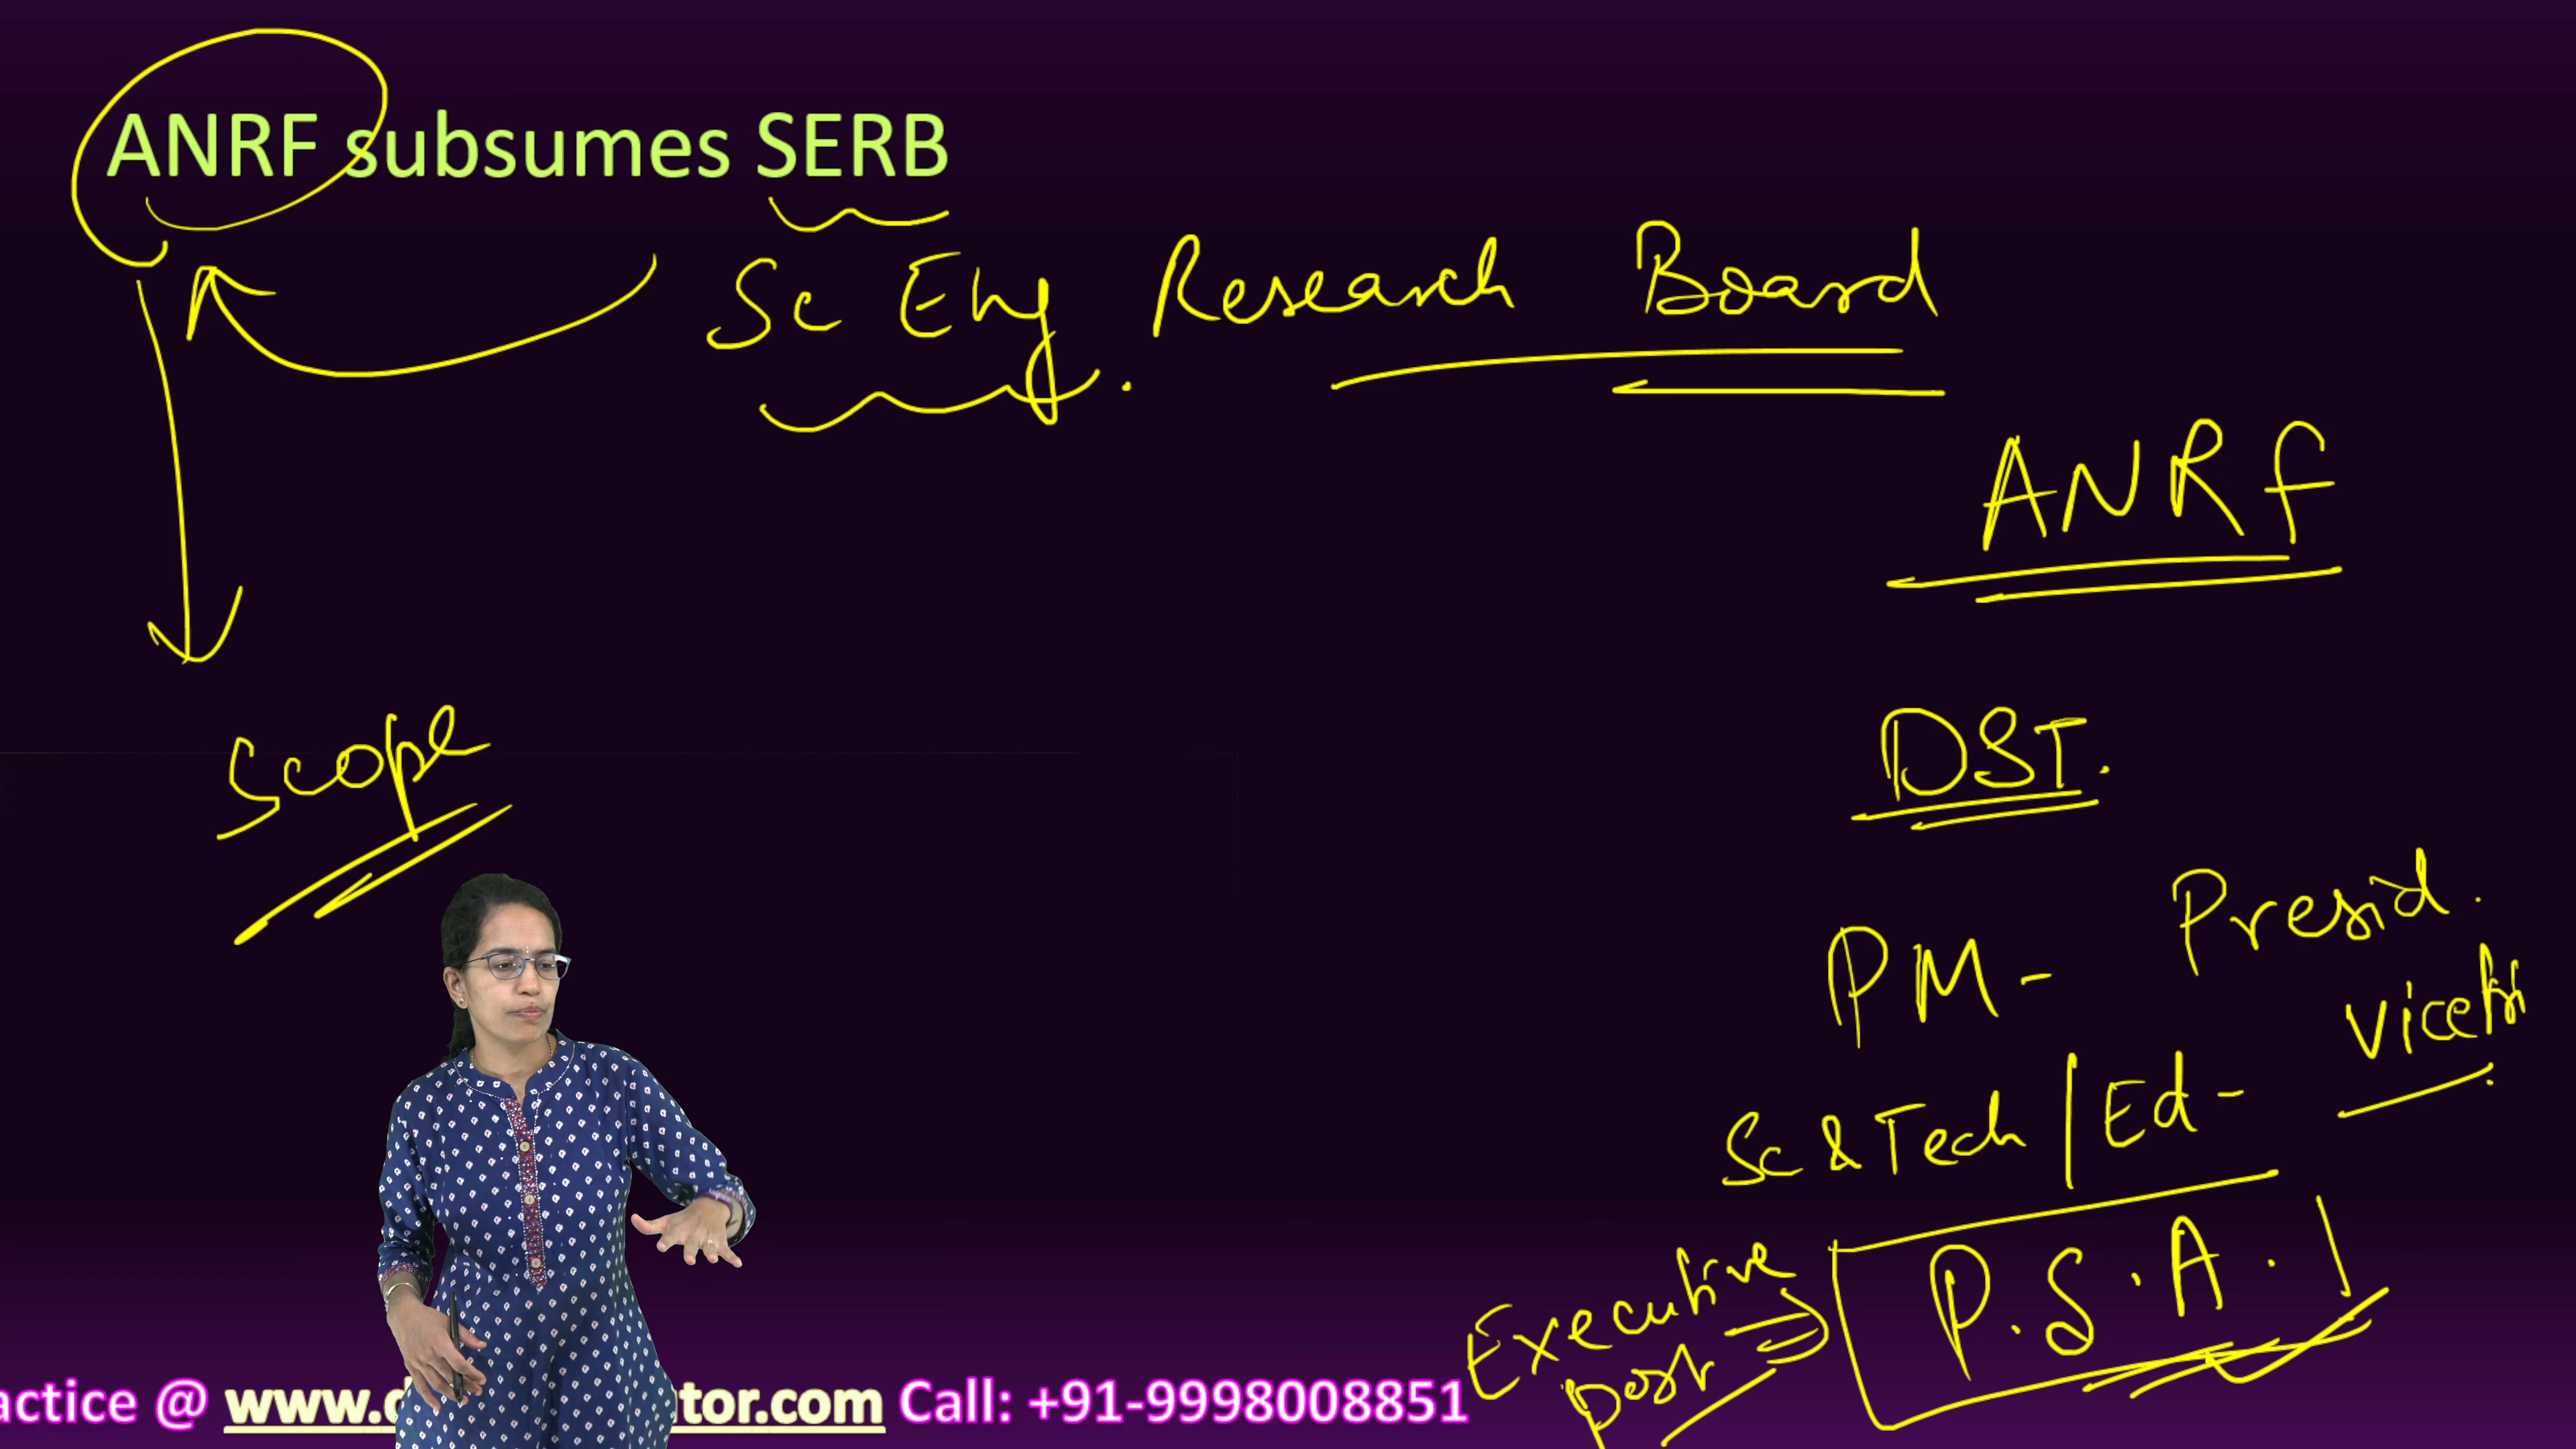 ANRF subsumes SERB
Sc Eng. Research Board
ANRF
Scope
DST.
PM - Presid.
Sc & Tech / Ed -
Executive post
P.S.A.
actice @ www.d tor.com Call: +91-9998008851